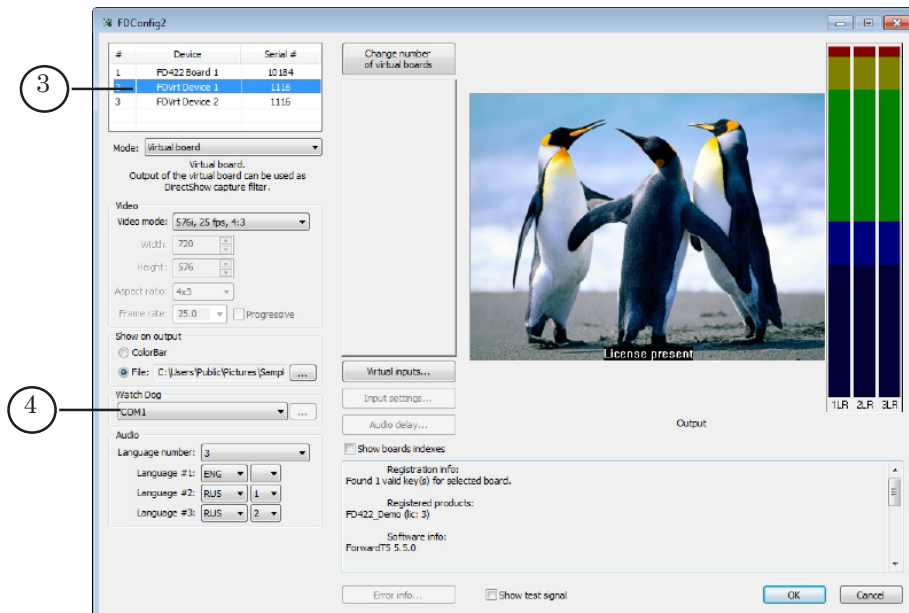 FDConfig2
# Device Serial #
1 FD422 Board 1 10184
2 FDVrt Device 1 1116
3 FDVrt Device 2 1116
3
Mode: Virtual board
Virtual board.
Output of the virtual board can be used as
DirectShow capture filter.
Video
Video mode: 576i, 25 fps, 4:3
Width: 720
Height: 576
Aspect ratio: 4x3
Frame rate: 25.0 Progressive
Show on output
ColorBar
File: C:\Users\Public\Pictures\Sampl ...
Watch Dog
4
COM1 ...
Audio
Language number: 3
Language #1: ENG
Language #2: RUS 1
Language #3: RUS 2
Change number
of virtual boards
Virtual inputs...
Input settings...
Audio delay...
Show boards indexes
License present
Output
1LR 2LR 3LR
Registration info:
Found 1 valid key(s) for selected board.
Registered products:
FD422_Demo (lic: 3)
Software info:
ForwardTS 5.5.0
Error info...
Show test signal
OK
Cancel